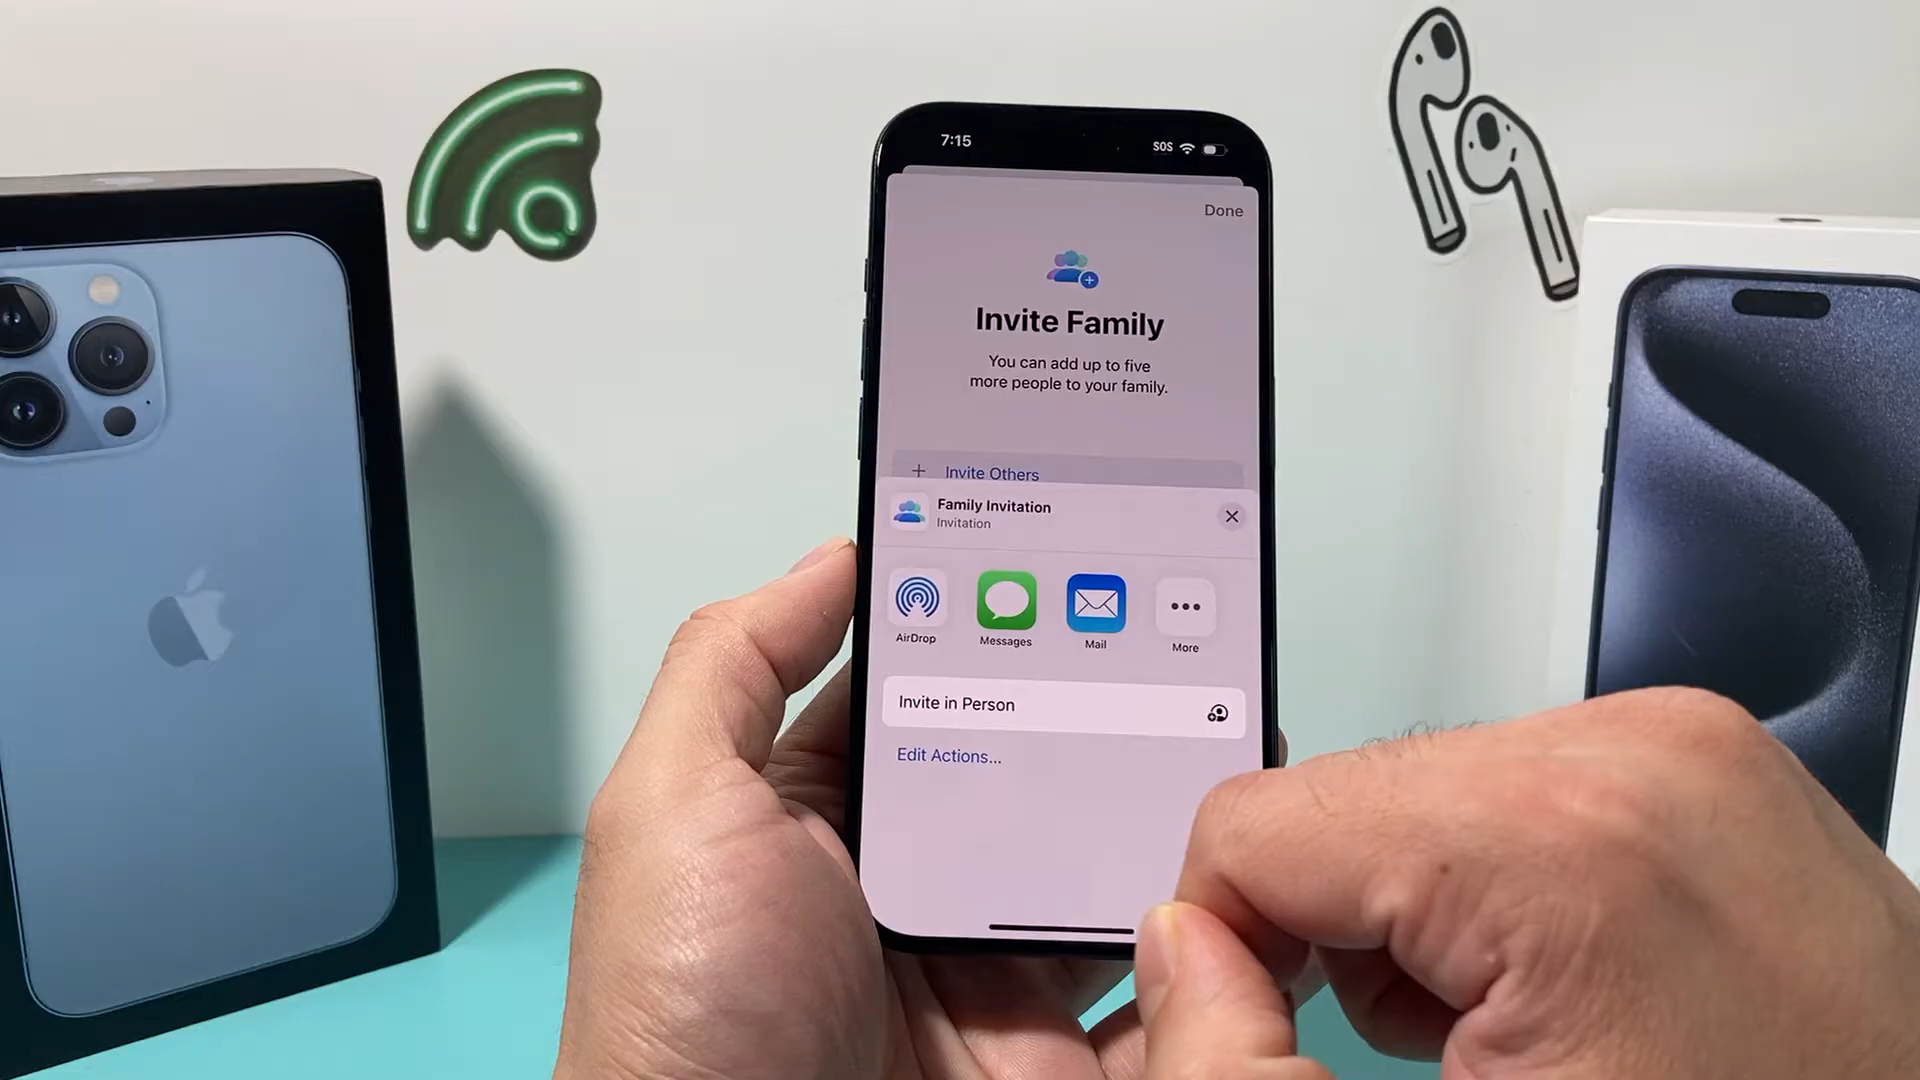 7:15
SOS
Done
Invite Family
You can add up to five
more people to your family.
Invite Others
Family Invitation
Invitation
AirDrop
Messages
Mail
More
Invite in Person
Edit Actions...